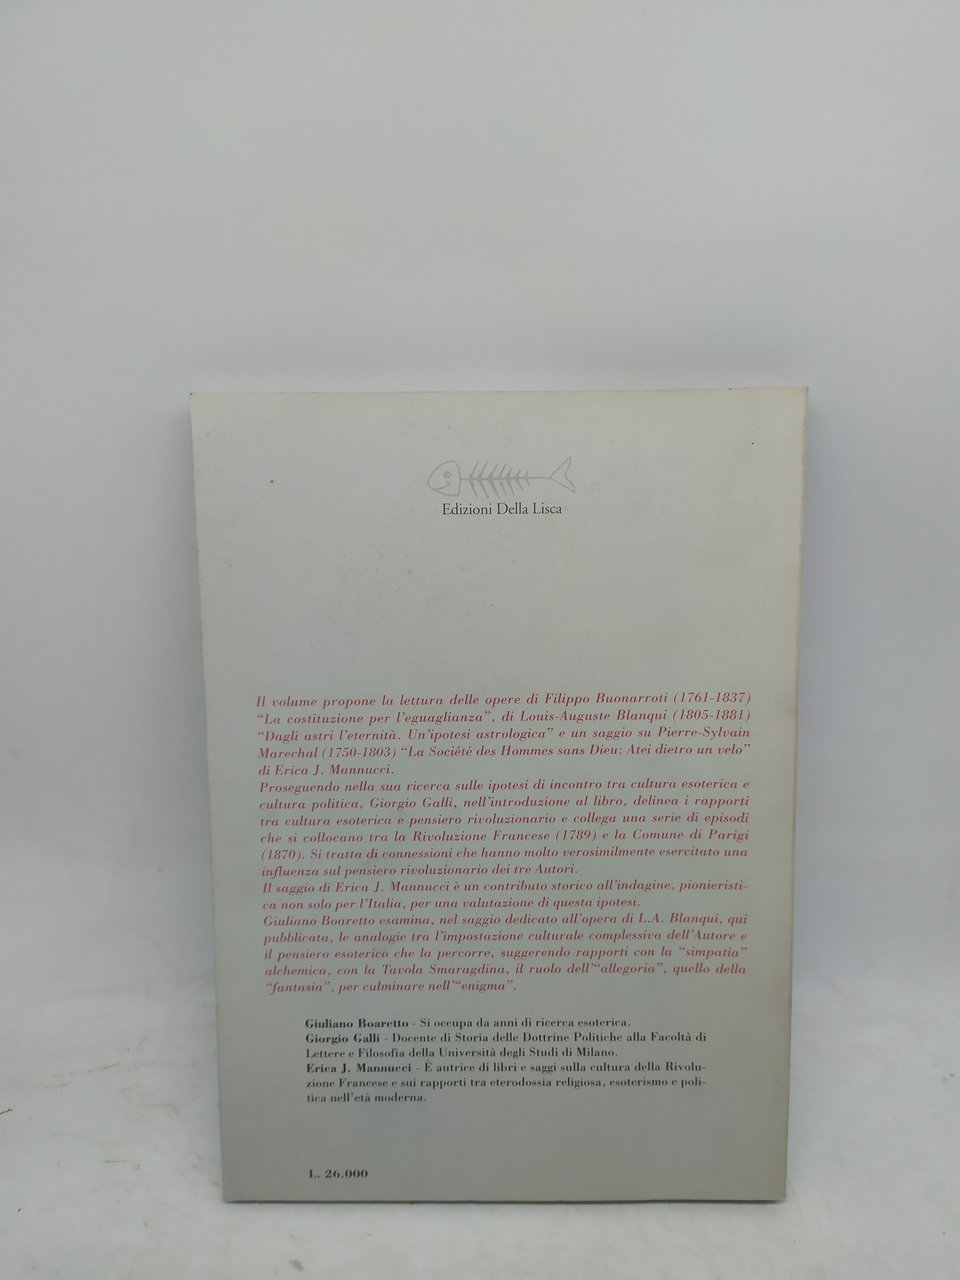 Edizioni Della Lisca
Il volume propone la lettura delle opere di Filippo Buonarroti (1761-1837)
“La costituzione per l'eguaglianza”, di Louis-Auguste Blanqui (1805-1881)
“Dagli astri l'eternità. Un'ipotesi astrologica” e un saggio su Pierre-Sylvain
Marechal (1750-1803) “La Société des Hommes sans Dieu: Atei dietro un velo”
di Erica J. Mannucci.
Proseguendo nella sua ricerca sulle ipotesi di incontro tra cultura esoterica e
cultura politica, Giorgio Galli, nell'introduzione al libro, delinea i rapporti
tra cultura esoterica e pensiero rivoluzionario e collega una serie di episodi
che si collocano tra la Rivoluzione Francese (1789) e la Comune di Parigi
(1870). Si tratta di connessioni che hanno molto verosimilmente esercitato una
influenza sul pensiero rivoluzionario dei tre Autori.
Il saggio di Erica J. Mannucci è un contributo storico all'indagine, pionieristi-
ca non solo per l'Italia, per una valutazione di questa ipotesi.
Giuliano Boaretto esamina, nel saggio dedicato all'opera di L.A. Blanqui, qui
pubblicata, le analogie tra l'impostazione culturale complessiva dell'Autore e
il pensiero esoterico che la percorre, suggerendo rapporti con la “simpatia”
alchemica, con la Tavola Smaragdina, il ruolo dell'“allegoria”, quello della
“fantasia”, per culminare nell'“enigma”.
Giuliano Boaretto - Si occupa da anni di ricerca esoterica.
Giorgio Galli - Docente di Storia delle Dottrine Politiche alla Facoltà di
Lettere e Filosofia della Università degli Studi di Milano.
Erica J. Mannucci - È autrice di libri e saggi sulla cultura della Rivolu-
zione Francese e sui rapporti tra eterodossia religiosa, esoterismo e poli-
tica nell'età moderna.
L. 26.000